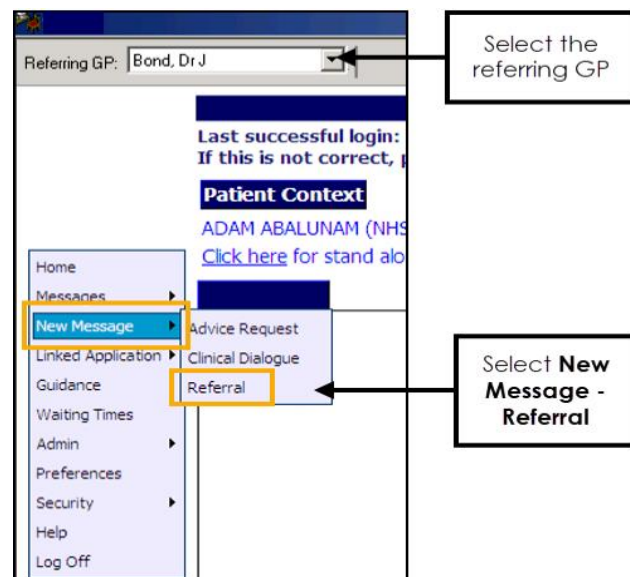 Referring GP: Bond, Dr J
Select the
referring GP
Last successful login:
If this is not correct,
Patient Context
ADAM ABALUNAM (NHS
Click here for stand alo
Home
Messages
New Message
Linked Application
Guidance
Waiting Times
Admin
Preferences
Security
Help
Log Off
Advice Request
Clinical Dialogue
Referral
Select New
Message -
Referral